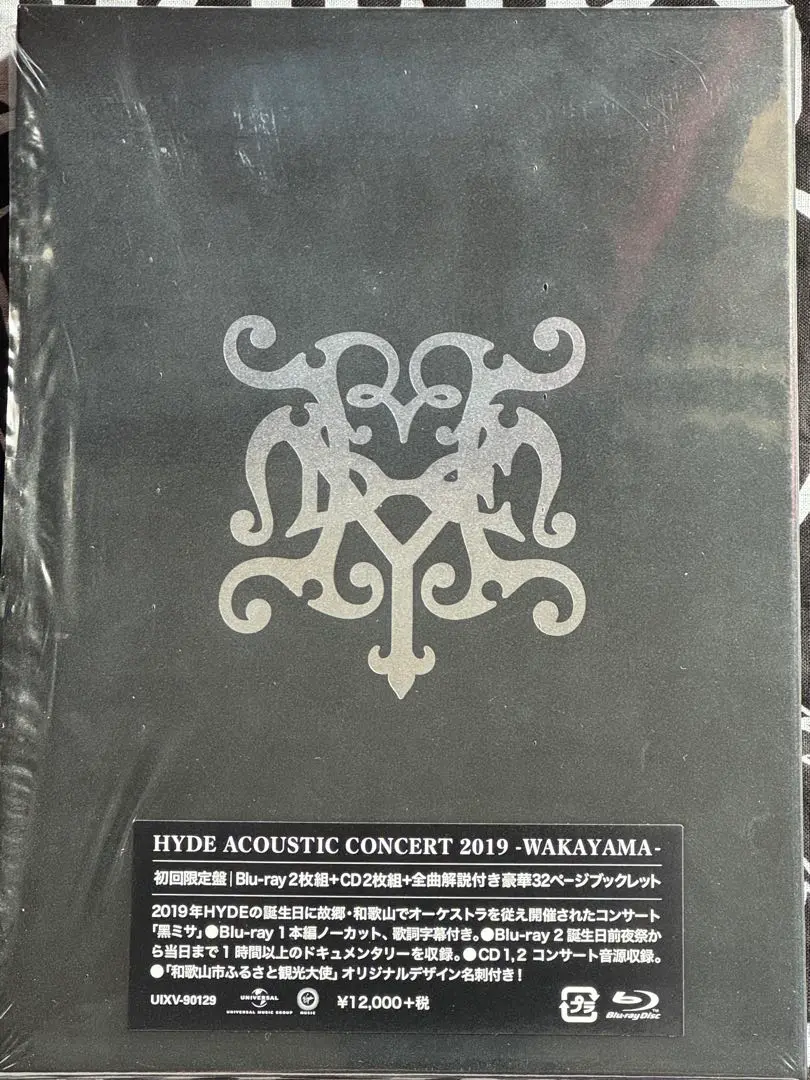 HYDE ACOUSTIC CONCERT 2019 -WAKAYAMA-
初回限定盤|Blu-ray 2枚組+CD 2枚組+全曲解説付き豪華32ページブックレット
2019年HYDEの誕生日に故郷・和歌山でオーケストラを従え開催されたコンサート
「黑ミサ」●Blu-ray 1 本編ノーカット、歌詞字幕付き。●Blu-ray 2 誕生日前夜祭か
ら当日まで1時間以上のドキュメンタリーを収録。●CD 1, 2 コンサート音源収録。
●「和歌山市ふるさと観光大使」オリジナルデザイン名刺付き!
UIXV-90129 UNIVERSAL UNIVERSAL MUSIC GROUP Virgin MUSIC ¥12,000+税 プラ Blu-ray Disc